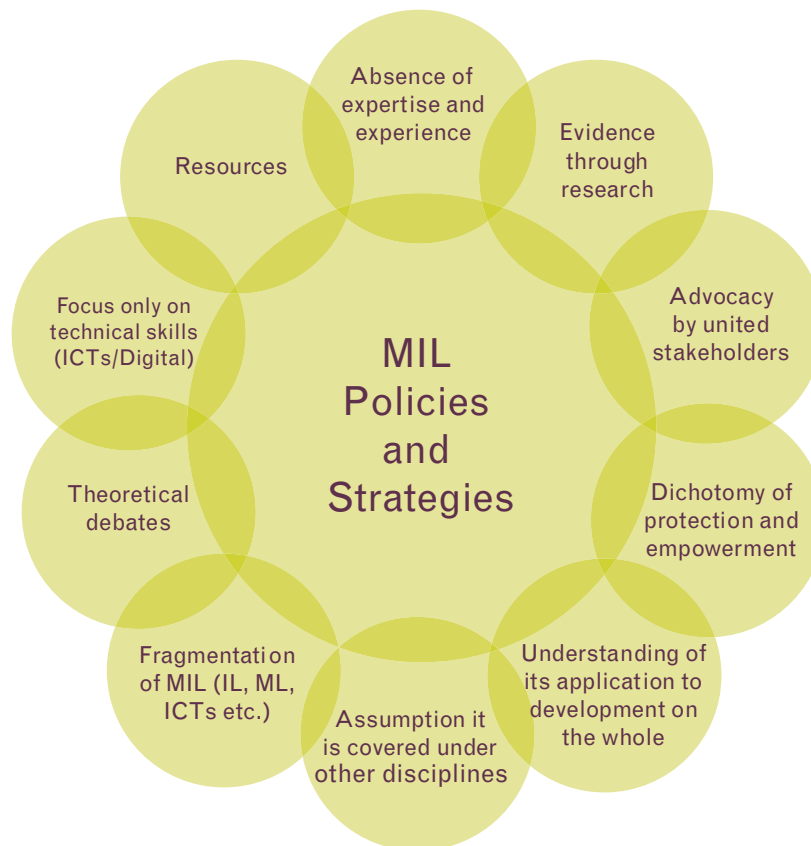 Absence of
expertise and
experience
Evidence
through
research
Advocacy
by united
stakeholders
Dichotomy of
protection and
empowerment
Understanding of
its application to
development on
the whole
Assumption it
is covered under
other disciplines
Fragmentation
of MIL (IL, ML,
ICTs etc.)
Theoretical
debates
Focus only on
technical skills
(ICTs/Digital)
Resources
MIL
Policies
and
Strategies